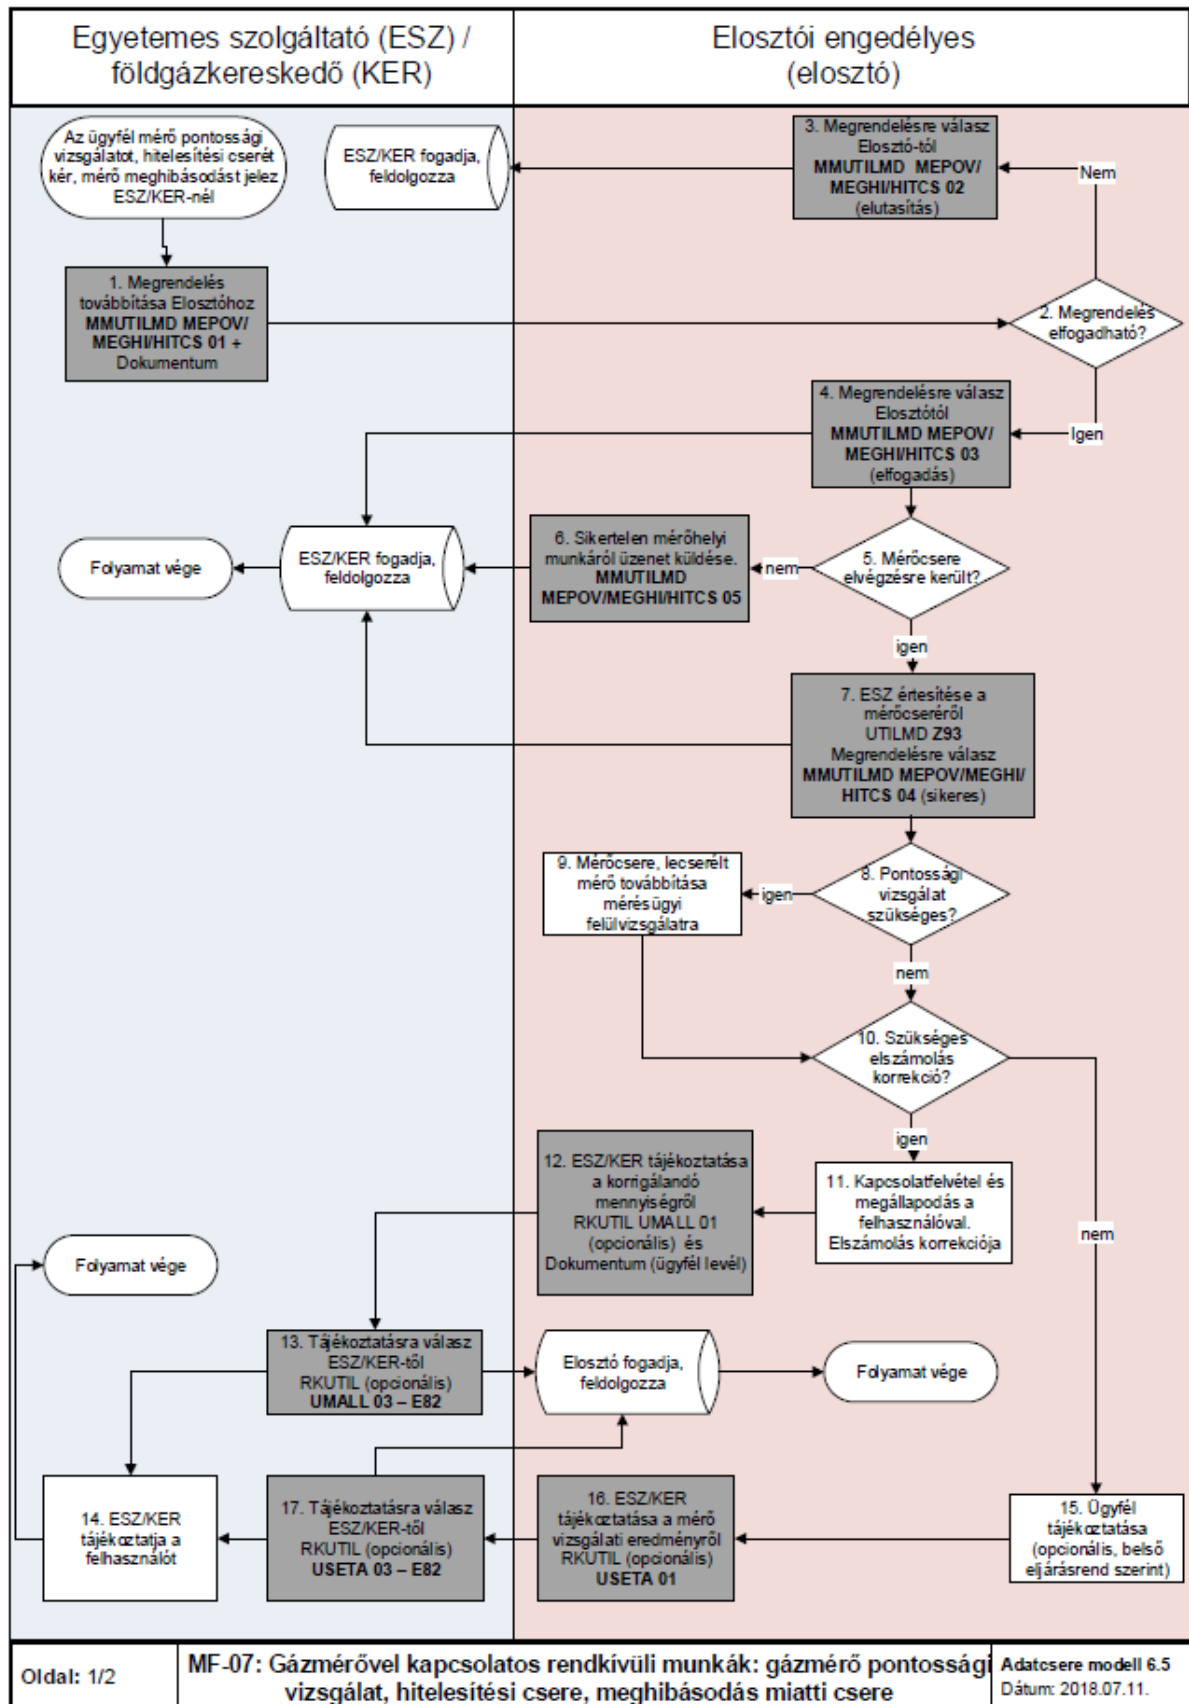 Egyetemes szolgáltató (ESZ) /
földgázkereskedő (KER)
Elosztói engedélyes
(elosztó)
Az ügyfél mérő pontossági
vizsgálatot, hitelesítési cserét
kér, mérő meghibásodást jelez
ESZ/KER-nél
ESZ/KER fogadja,
feldolgozza
3. Megrendelésre válasz
Elosztó-tól
MMUTILMD MEPOV/
MEGHI/HITCS 02
(elutasítás)
Nem
1. Megrendelés
továbbítása Elosztóhoz
MMUTILMD MEPOV/
MEGHI/HITCS 01 +
Dokumentum
2. Megrendelés
elfogadható?
4. Megrendelésre válasz
Elosztótól
MMUTILMD MEPOV/
MEGHI/HITCS 03
(elfogadás)
Igen
Folyamat vége
ESZ/KER fogadja,
feldolgozza
6. Sikertelen mérőhelyi
munkáról üzenet küldése.
MMUTILMD
MEPOV/MEGHI/HITCS 05
nem
5. Mérőcsere
elvégzésre került?
igen
7. ESZ értesítése a
mérőcseréről
UTILMD Z93
Megrendelésre válasz
MMUTILMD MEPOV/MEGHI/
HITCS 04 (sikeres)
9. Mérőcsere, lecserélt
mérő továbbítása
mérésügyi
felülvizsgálatra
igen
8. Pontossági
vizsgálat
szükséges?
nem
10. Szükséges
elszámolás
korrekció?
igen
12. ESZ/KER tájékoztatása
a korrigálandó
mennyiségről
RKUTIL UMALL 01
(opcionális) és
Dokumentum (ügyfél levél)
11. Kapcsolatfelvétel és
megállapodás a
felhasználóval.
Elszámolás korrekciója
nem
Folyamat vége
13. Tájékoztatásra válasz
ESZ/KER-től
RKUTIL (opcionális)
UMALL 03 – E82
Elosztó fogadja,
feldolgozza
Folyamat vége
14. ESZ/KER
tájékoztatja a
felhasználót
17. Tájékoztatásra válasz
ESZ/KER-től
RKUTIL (opcionális)
USETA 03 – E82
16. ESZ/KER
tájékoztatása a mérő
vizsgálati eredményről
RKUTIL (opcionális)
USETA 01
15. Ügyfél
tájékoztatása
(opcionális, belső
eljárásrend szerint)
Oldal: 1/2
MF-07: Gázmérővel kapcsolatos rendkívüli munkák: gázmérő pontossági
vizsgálat, hitelesítési csere, meghibásodás miatti csere
Adatcsere modell 6.5
Dátum: 2018.07.11.